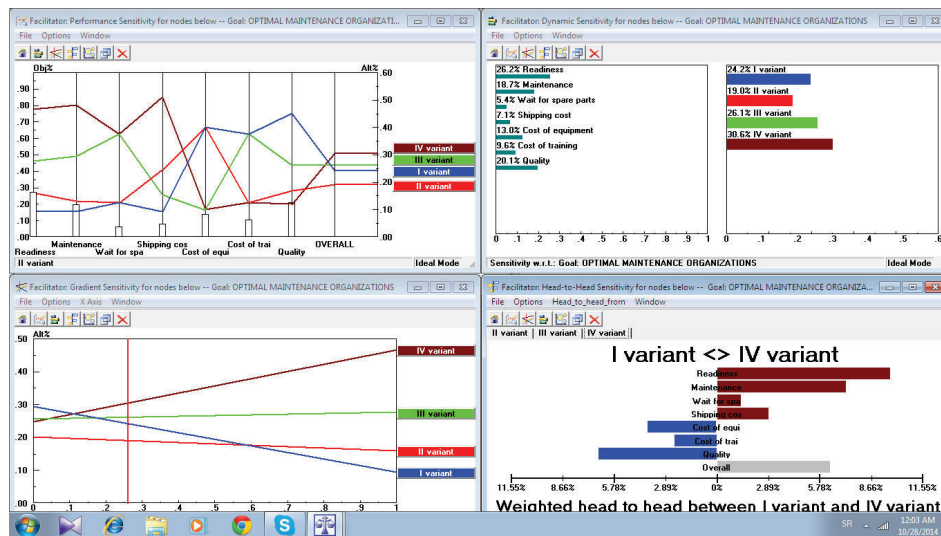 Facilitator: Performance Sensitivity for nodes below -- Goal: OPTIMAL MAINTENANCE ORGANIZATI...
File Options Window
Obj% Alt%
.90
.80
.70
.60
.50
.40
.30
.20
.10
.00
.60
.50
.40
.30
.20
.10
.00
IV variant
III variant
I variant
II variant
Maintenance Shipping cos Cost of trai OVERALL
Readiness Wait for spa Cost of equi Quality
II variant Ideal Mode
Facilitator: Dynamic Sensitivity for nodes below -- Goal: OPTIMAL MAINTENANCE ORGANIZATIONS
File Options Window
26.2% Readiness
18.7% Maintenance
5.4% Wait for spare parts
7.1% Shipping cost
13.0% Cost of equipment
9.6% Cost of training
20.1% Quality
0 .1 .2 .3 .4 .5 .6 .7 .8 .9 1
24.2% I variant
19.0% II variant
26.1% III variant
30.6% IV variant
0 .1 .2 .3 .4 .5 .6
Sensitivity w.r.t.: Goal: OPTIMAL MAINTENANCE ORGANIZATIONS Ideal Mode
Facilitator: Gradient Sensitivity for nodes below -- Goal: OPTIMAL MAINTENANCE ORGANIZATIONS
File Options X Axis Window
Alt%
.50
.40
.30
.20
.10
.00
IV variant
III variant
II variant
I variant
0 .1 .2 .3 .4 .5 .6 .7 .8 .9 1
Facilitator: Head-to-Head Sensitivity for nodes below -- Goal: OPTIMAL MAINTENANCE ORGANIZA...
File Options Head_to_head_from Window
II variant III variant IV variant
I variant <> IV variant
Readiness
Maintenance
Wait for spa
Shipping cos
Cost of equi
Cost of trai
Quality
Overall
11.55% 8.66% 5.78% 2.89% 0% 2.89% 5.78% 8.66% 11.55%
Weighted head to head between I variant and IV variant
SR
12:03 AM
10/28/2014